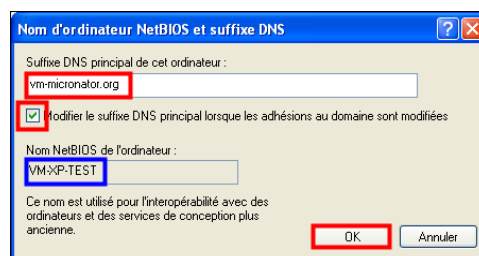 Nom d'ordinateur NetBIOS et suffixe DNS
Suffixe DNS principal de cet ordinateur :
vm-micronator.org
Modifier le suffixe DNS principal lorsque les adhésions au domaine sont modifiées
Nom NetBIOS de l'ordinateur :
VM-XP-TEST
Ce nom est utilisé pour l'interopérabilité avec des
ordinateurs et des services de conception plus
ancienne.
OK Annuler